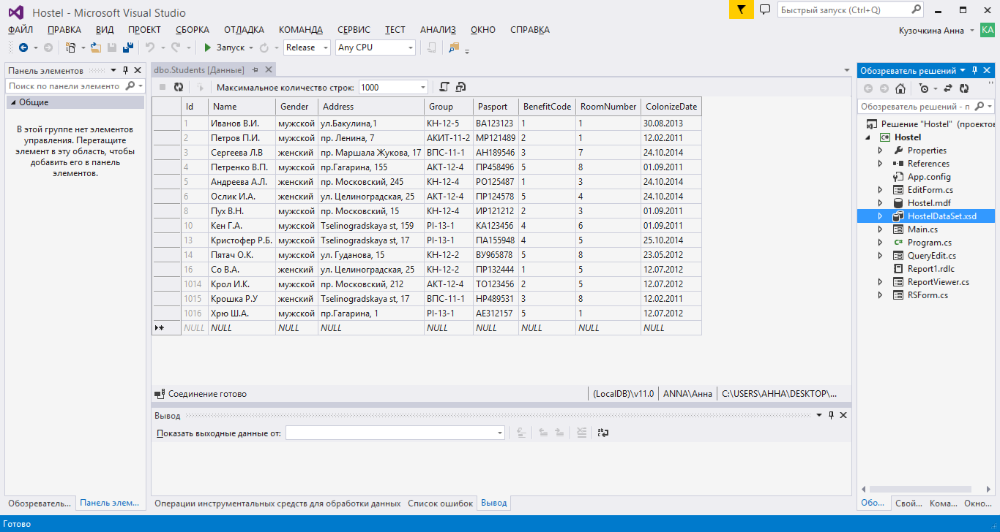 Hostel - Microsoft Visual Studio
Быстрый запуск (Ctrl+Q)
ФАЙЛ ПРАВКА ВИД ПРОЕКТ СБОРКА ОТЛАДКА КОМАНДА СЕРВИС ТЕСТ АНАЛИЗ ОКНО СПРАВКА
Кузочкина Анна KA
Запуск Release Any CPU
Панель элементов
Поиск по панели элементо
Общие
В этой группе нет элементов
управления. Перетащите
элемент в эту область, чтобы
добавить его в панель
элементов.
Обозреватель... Панель элем...
dbo.Students [Данные]
Максимальное количество строк: 1000
Id Name Gender Address Group Pasport BenefitCode RoomNumber ColonizeDate
1 Иванов В.И. мужской ул.Бакулина,1 КН-12-5 ВА123123 1 1 30.08.2013
2 Петров П.И. мужской пр. Ленина, 7 АКИТ-11-2 МР121489 2 1 12.02.2011
3 Сергеева Л.В женский пр. Маршала Жукова, 17 ВПС-11-1 АН189546 3 7 24.10.2014
4 Петренко В.П. мужской пр.Гагарина, 155 АКТ-12-4 ПР458496 5 8 01.09.2011
5 Андреева А.Л. женский пр. Московский, 245 КН-12-4 РО125487 1 3 24.10.2014
6 Ослик И.А. женский ул. Целиноградская, 25 АКТ-12-4 ПР124578 5 4 24.10.2014
8 Пух В.Н. мужской пр. Московский, 15 КН-12-4 ИР121212 2 3 01.09.2011
10 Кен Г.А. мужской Tselinogradskaya st, 159 PI-13-1 КА123456 4 6 01.09.2011
13 Кристофер Р.Б. мужской Tselinogradskaya st, 17 PI-13-1 ПА155948 4 5 25.10.2014
14 Пятач О.К. мужской ул. Гуданова, 15 КН-12-2 ВУ965878 5 8 23.05.2012
16 Со В.А. женский ул. Целиноградская, 25 КН-12-2 ПР132444 1 5 12.07.2012
1014 Крол И.К. мужской пр. Московский, 212 АКТ-12-4 ТО123456 2 5 12.07.2012
1015 Крошка Р.У женский Tselinogradskaya st, 17 ВПС-11-1 НР489531 3 8 12.02.2011
1016 Хрю Ш.А. мужской пр.Гагарина, 1 PI-13-1 АЕ312157 5 1 12.07.2012
NULL NULL NULL NULL NULL NULL NULL NULL NULL
Соединение готово (LocalDB)\v11.0 ANNA\Анна C:\USERS\АННА\DESKTOP\...
Вывод
Показать выходные данные от:
Операции инструментальных средств для обработки данных Список ошибок Вывод
Обозреватель решений
Обозреватель решений - п
Решение "Hostel" (проектов
Hostel
Properties
References
App.config
EditForm.cs
Hostel.mdf
HostelDataSet.xsd
Main.cs
Program.cs
QueryEdit.cs
Report1.rdlc
ReportViewer.cs
RSForm.cs
Обо... Свой... Кома... Окно...
Готово